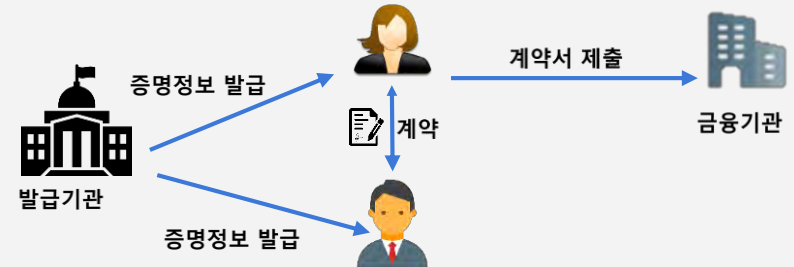 증명정보 발급
계약서 제출
계약
금융기관
발급기관
증명정보 발급